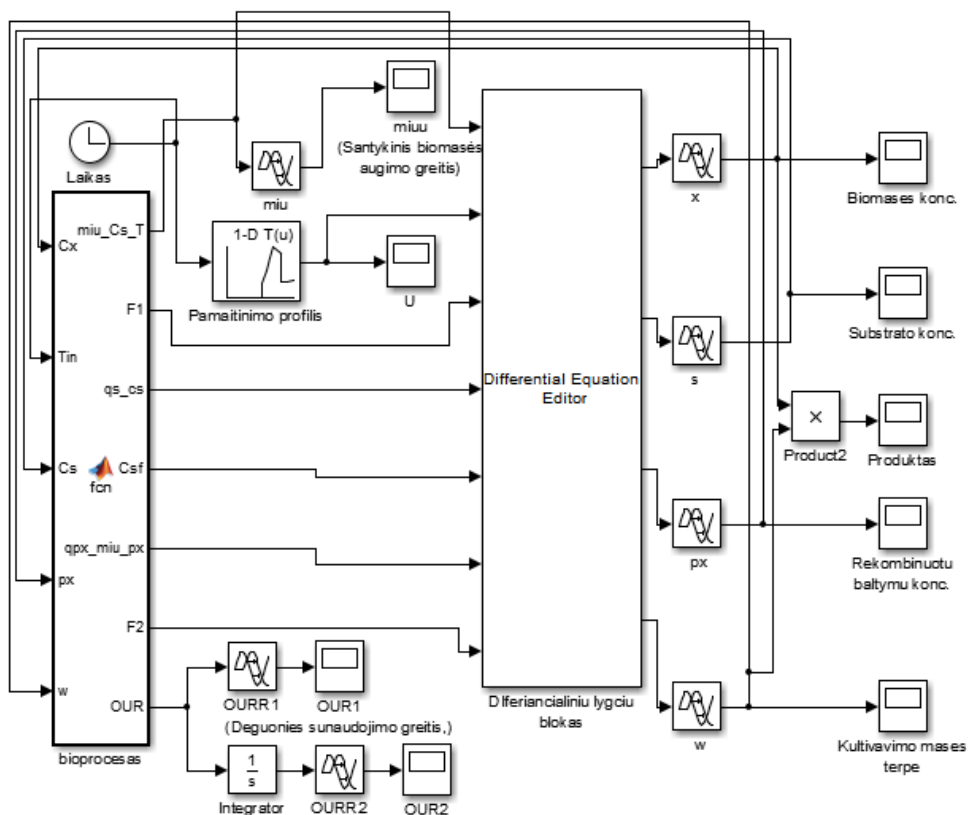 miuu
(Santykinis biomasės
augimo greitis)
Laikas
miu
x
Biomases konc.
miu_Cs_T
Cx
1-D T(u)
Pamaitinimo profilis
U
F1
Substrato konc.
Tin
s
Differential Equation
Editor
qs_cs
×
Product2
Produktas
Cs
fcn
Csf
qpx_miu_px
px
Rekombinuotu
baltymu konc.
px
F2
w
OUR
OURR1
OUR1
(Deguonies sunaudojimo greitis,)
DIferiancialiniu lygciu
blokas
w
Kultivavimo mases
terpe
bioprocesas
1
s
Integrator
OURR2
OUR2